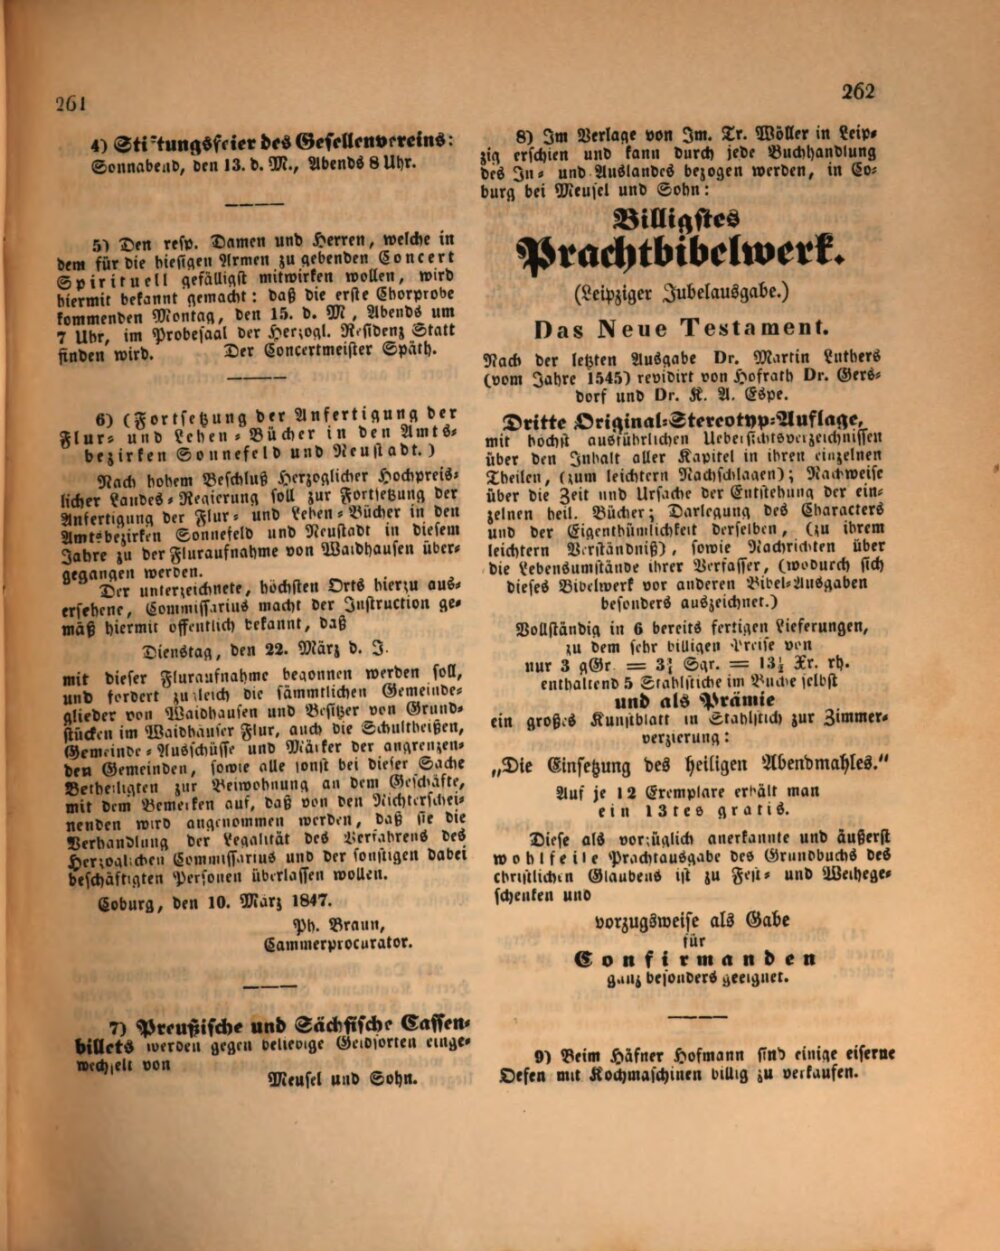 261
4) Stiftungsfeier des Gesellenvereins:
Sonnabend, den 13. d. M., Abends 8 Uhr.
5) Den resp. Damen und Herren, welche in
dem für die hiesigen Armen zu gebenden Concert
Spirituell gefälligst mitwirken wollen, wird
hiermit bekannt gemacht: daß die erste Chorprobe
kommenden Montag, den 15. d. M, Abends um
7 Uhr, im Probesaal der Herzogl. Residenz Statt
finden wird. Der Concertmeister Späth.
6) (Fortsetzung der Anfertigung der
Flur- und Lehen-Bücher in den Amts-
bezirken Sonnefeld und Neustadt.)
Nach hohem Beschluß Herzoglicher Hochpreis-
licher Landes-Regierung soll zur Fortsetzung der
Anfertigung der Flur- und Lehen-Bücher in den
Amtsbezirken Sonnefeld und Neustadt in diesem
Jahre zu der Fluraufnahme von Waidhausen über-
gegangen werden.
Der unterzeichnete, höchsten Orts hierzu aus-
ersehene, Commissarius macht der Instruction ge-
mäß hiermit öffentlich bekannt, daß
Dienstag, den 22. März d. J.
mit dieser Fluraufnahme begonnen werden soll,
und fordert zugleich die sämmtlichen Gemeinde-
glieder von Waidhausen und Besitzer von Grund-
stücken im Waidhäuser Flur, auch die Schultheißen,
Gemeinde-Ausschüsse und Märker der angrenzen-
den Gemeinden, sowie alle sonst bei dieser Sache
Betheiligten zur Beiwohnung an dem Geschäfte,
mit dem Bemerken auf, daß von den Nichterschei-
nenden wird angenommen werden, daß sie die
Verhandlung der Legalität des Verfahrens des
Herzoglichen Commissarius und der sonstigen dabei
beschäftigten Personen überlassen wollen.
Coburg, den 10. März 1847.
Ph. Braun,
Cammerprocurator.
7) Preußische und Sächsische Cassen-
billets werden gegen beliebige Geldsorten einge-
wechselt von
Meusel und Sohn.
262
8) Im Verlage von Im. Tr. Wöller in Leip-
zig erschien und kann durch jede Buchhandlung
des In- und Auslandes bezogen werden, in Co-
burg bei Meusel und Sohn:
Billigstes
Prachtbibelwerk.
(Leipziger Jubelausgabe.)
Das Neue Testament.
Nach der letzten Ausgabe Dr. Martin Luthers
(vom Jahre 1545) revidirt von Hofrath Dr. Gers-
dorf und Dr. K. A. Espe.
Dritte Original-Stereotyp-Auflage,
mit höchst ausführlichen Uebersichtsverzeichnissen
über den Inhalt aller Kapitel in ihren einzelnen
Theilen, (zum leichtern Nachschlagen); Nachweise
über die Zeit und Ursache der Entstehung der ein-
zelnen heil. Bücher; Darlegung des Characters
und der Eigenthümlichkeit derselben, (zu ihrem
leichtern Verständniß), sowie Nachrichten über
die Lebensumstände ihrer Verfasser, (wodurch sich
dieses Bibelwerk vor anderen Bibel-Ausgaben
besonders auszeichnet.)
Vollständig in 6 bereits fertigen Lieferungen,
zu dem sehr billigen Preise von
nur 3 gGr. = 3¾ Sgr. = 13½ Xr. rh.
enthaltend 5 Stahlstiche im Buche selbst
und als Prämie
ein großes Kunstblatt in Stahlstich zur Zimmer-
verzierung:
„Die Einsetzung des heiligen Abendmahles.“
Auf je 12 Exemplare erhält man
ein 13tes gratis.
Diese als vorzüglich anerkannte und äußerst
wohlfeile Prachtausgabe des Grundbuchs des
christlichen Glaubens ist zu Fest- und Weihege-
schenken und
vorzugsweise als Gabe
für
Confirmanden
ganz besonders geeignet.
9) Beim Häfner Hofmann sind einige eiserne
Oefen mit Kochmaschinen billig zu verkaufen.